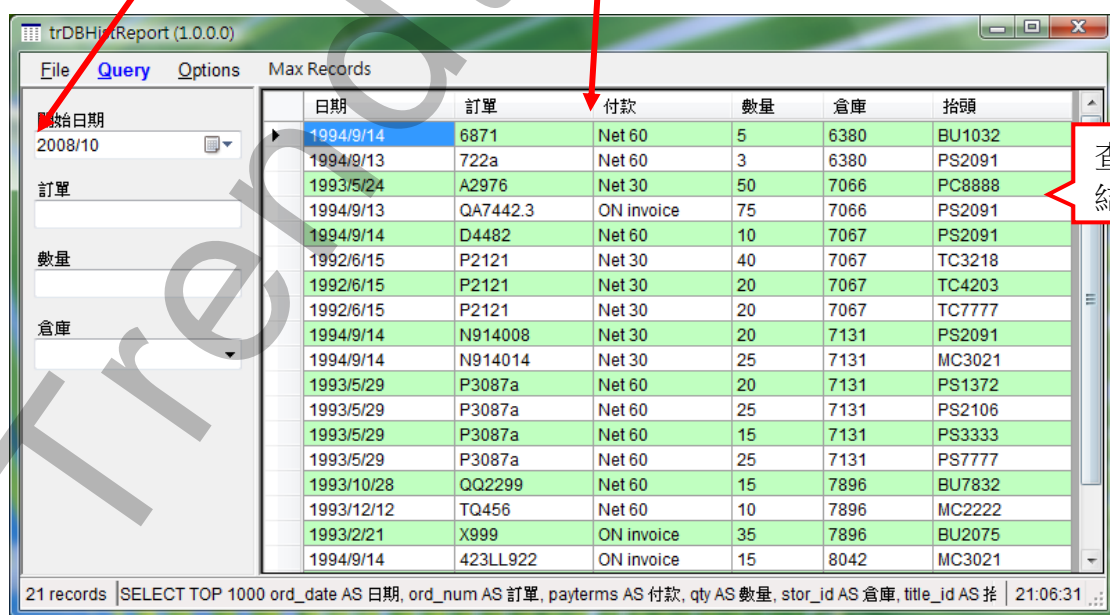 trDBHistReport (1.0.0.0)
File Query Options Max Records
開始日期
2008/10
訂單
數量
倉庫
日期 訂單 付款 數量 倉庫 抬頭
1994/9/14 6871 Net 60 5 6380 BU1032
1994/9/13 722a Net 60 3 6380 PS2091
1993/5/24 A2976 Net 30 50 7066 PC8888
1994/9/13 QA7442.3 ON invoice 75 7066 PS2091
1994/9/14 D4482 Net 60 10 7067 PS2091
1992/6/15 P2121 Net 30 40 7067 TC3218
1992/6/15 P2121 Net 30 20 7067 TC4203
1992/6/15 P2121 Net 30 20 7067 TC7777
1994/9/14 N914008 Net 30 20 7131 PS2091
1994/9/14 N914014 Net 30 25 7131 MC3021
1993/5/29 P3087a Net 60 20 7131 PS1372
1993/5/29 P3087a Net 60 25 7131 PS2106
1993/5/29 P3087a Net 60 15 7131 PS3333
1993/5/29 P3087a Net 60 25 7131 PS7777
1993/10/28 QQ2299 Net 60 15 7896 BU7832
1993/12/12 TQ456 Net 60 10 7896 MC2222
1993/2/21 X999 ON invoice 35 7896 BU2075
1994/9/14 423LL922 ON invoice 15 8042 MC3021
21 records SELECT TOP 1000 ord_date AS 日期, ord_num AS 訂單, payterms AS 付款, qty AS 數量, stor_id AS 倉庫, title_id AS 21:06:31
Trend